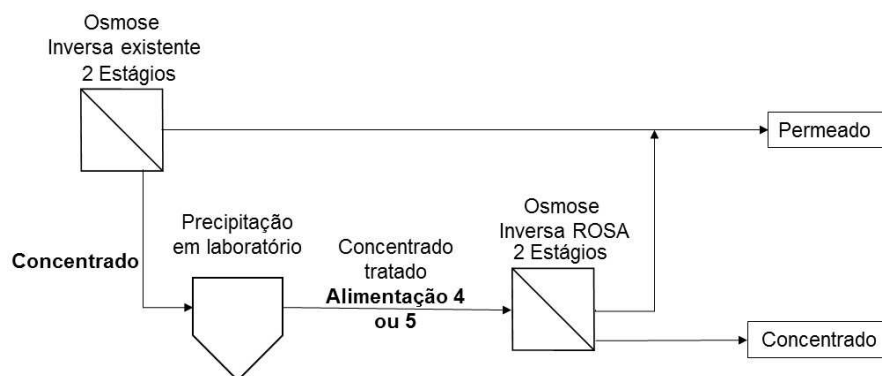 Osmose
Inversa existente
2 Estágios
Permeado
Precipitação
em laboratório
Concentrado
Concentrado
tratado
Alimentação 4
ou 5
Osmose
Inversa ROSA
2 Estágios
Concentrado